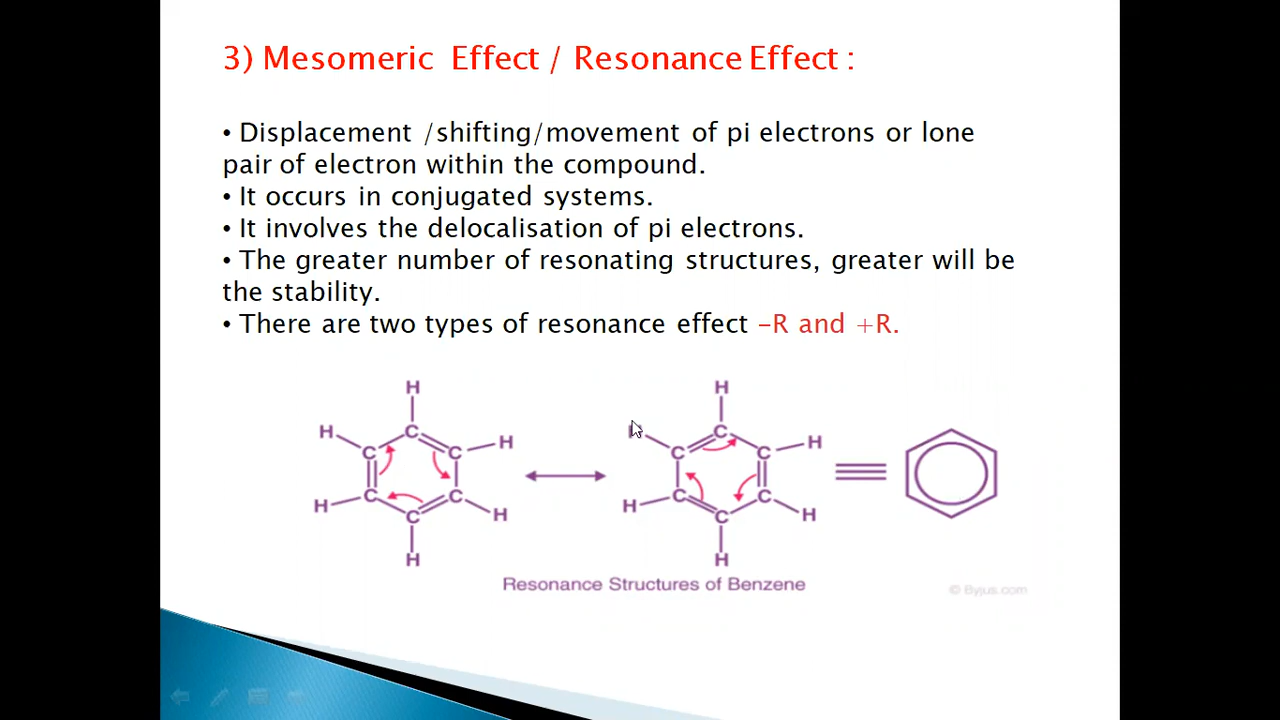 3) Mesomeric Effect / Resonance Effect :
• Displacement /shifting/movement of pi electrons or lone
pair of electron within the compound.
• It occurs in conjugated systems.
• It involves the delocalisation of pi electrons.
• The greater number of resonating structures, greater will be
the stability.
• There are two types of resonance effect –R and +R.
H H
H C H H C H
C C C C
C C C C
H C H H C H
H H
Resonance Structures of Benzene
© Byjus.com